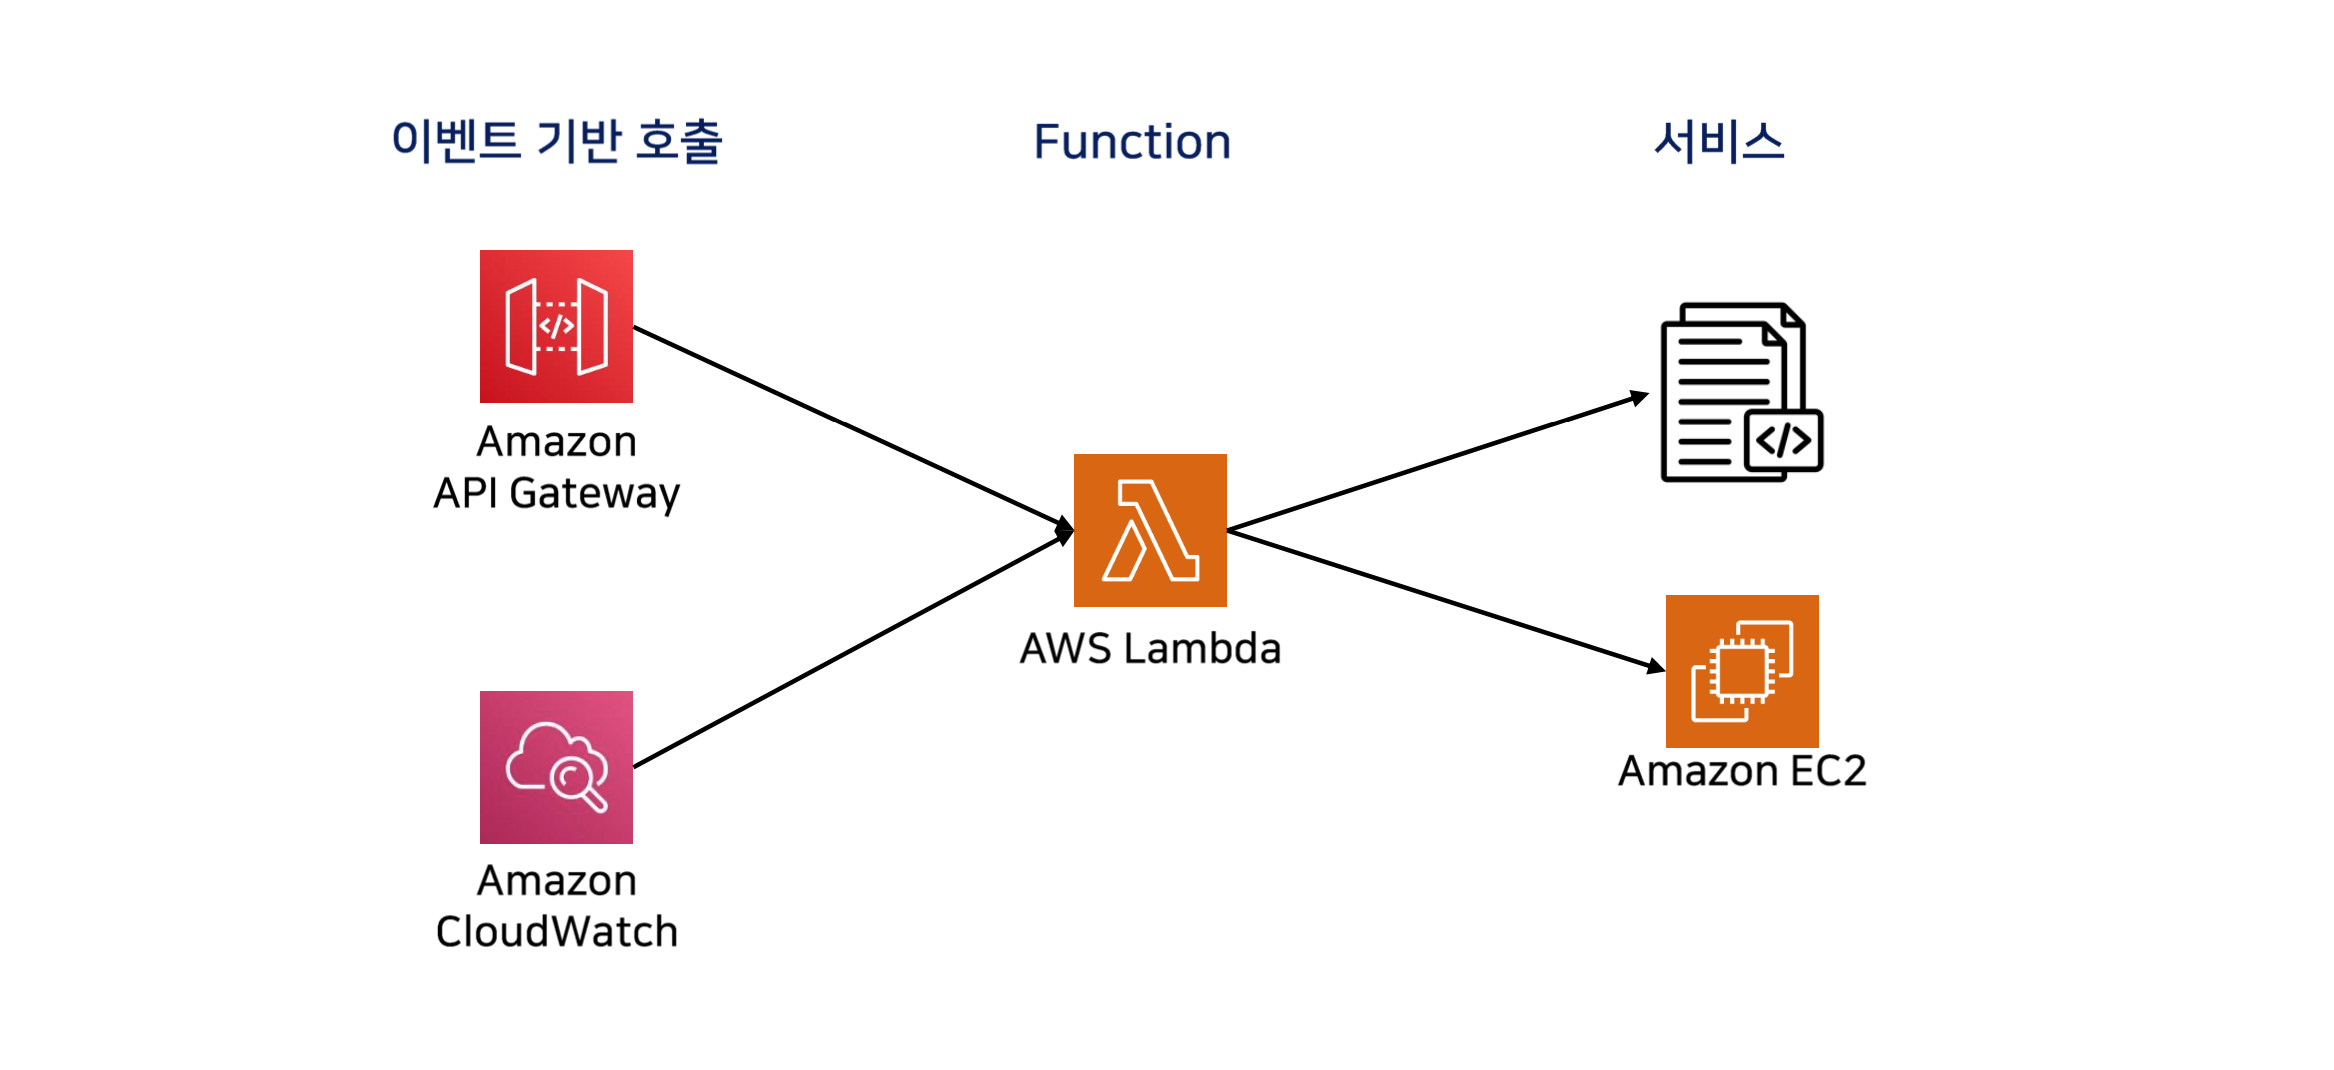 이벤트 기반 호출
Function
서비스
Amazon
API Gateway
AWS Lambda
Amazon EC2
Amazon
CloudWatch